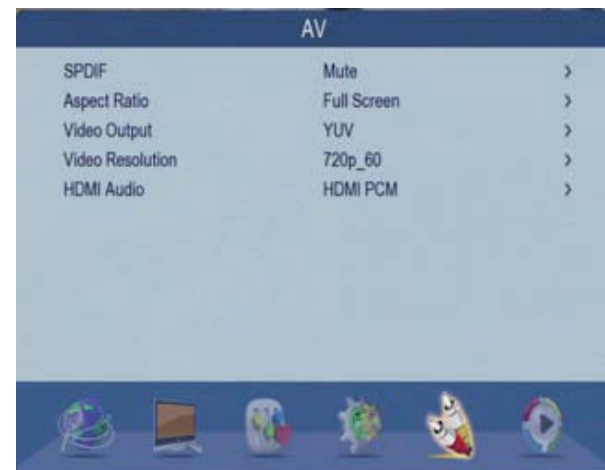 AV
SPDIF Mute >
Aspect Ratio Full Screen >
Video Output YUV >
Video Resolution 720p_60 >
HDMI Audio HDMI PCM >